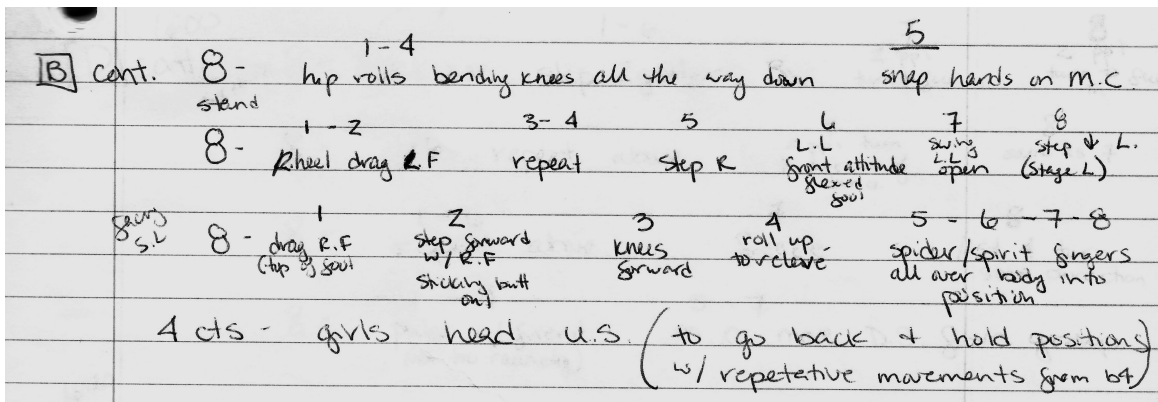 1-4 5
B cont. 8- hip rolls bending knees all the way down snap hands on M.C.
stand
1-2 3-4 5 6 7 8
8- R.heel drag R F repeat step R L.L front attitude flexed foot swing L.L open step ↓ L. (stage L)
facing S.L
1 2 3 4 5-6-7-8
8- drag R.F (top of foot step forward w/ R.F sticking butt out knees forward roll up to releve spider/spirit fingers all over body into position
4 cts - girls head u.s. (to go back + hold positions)
w/ repetative movements from b4)